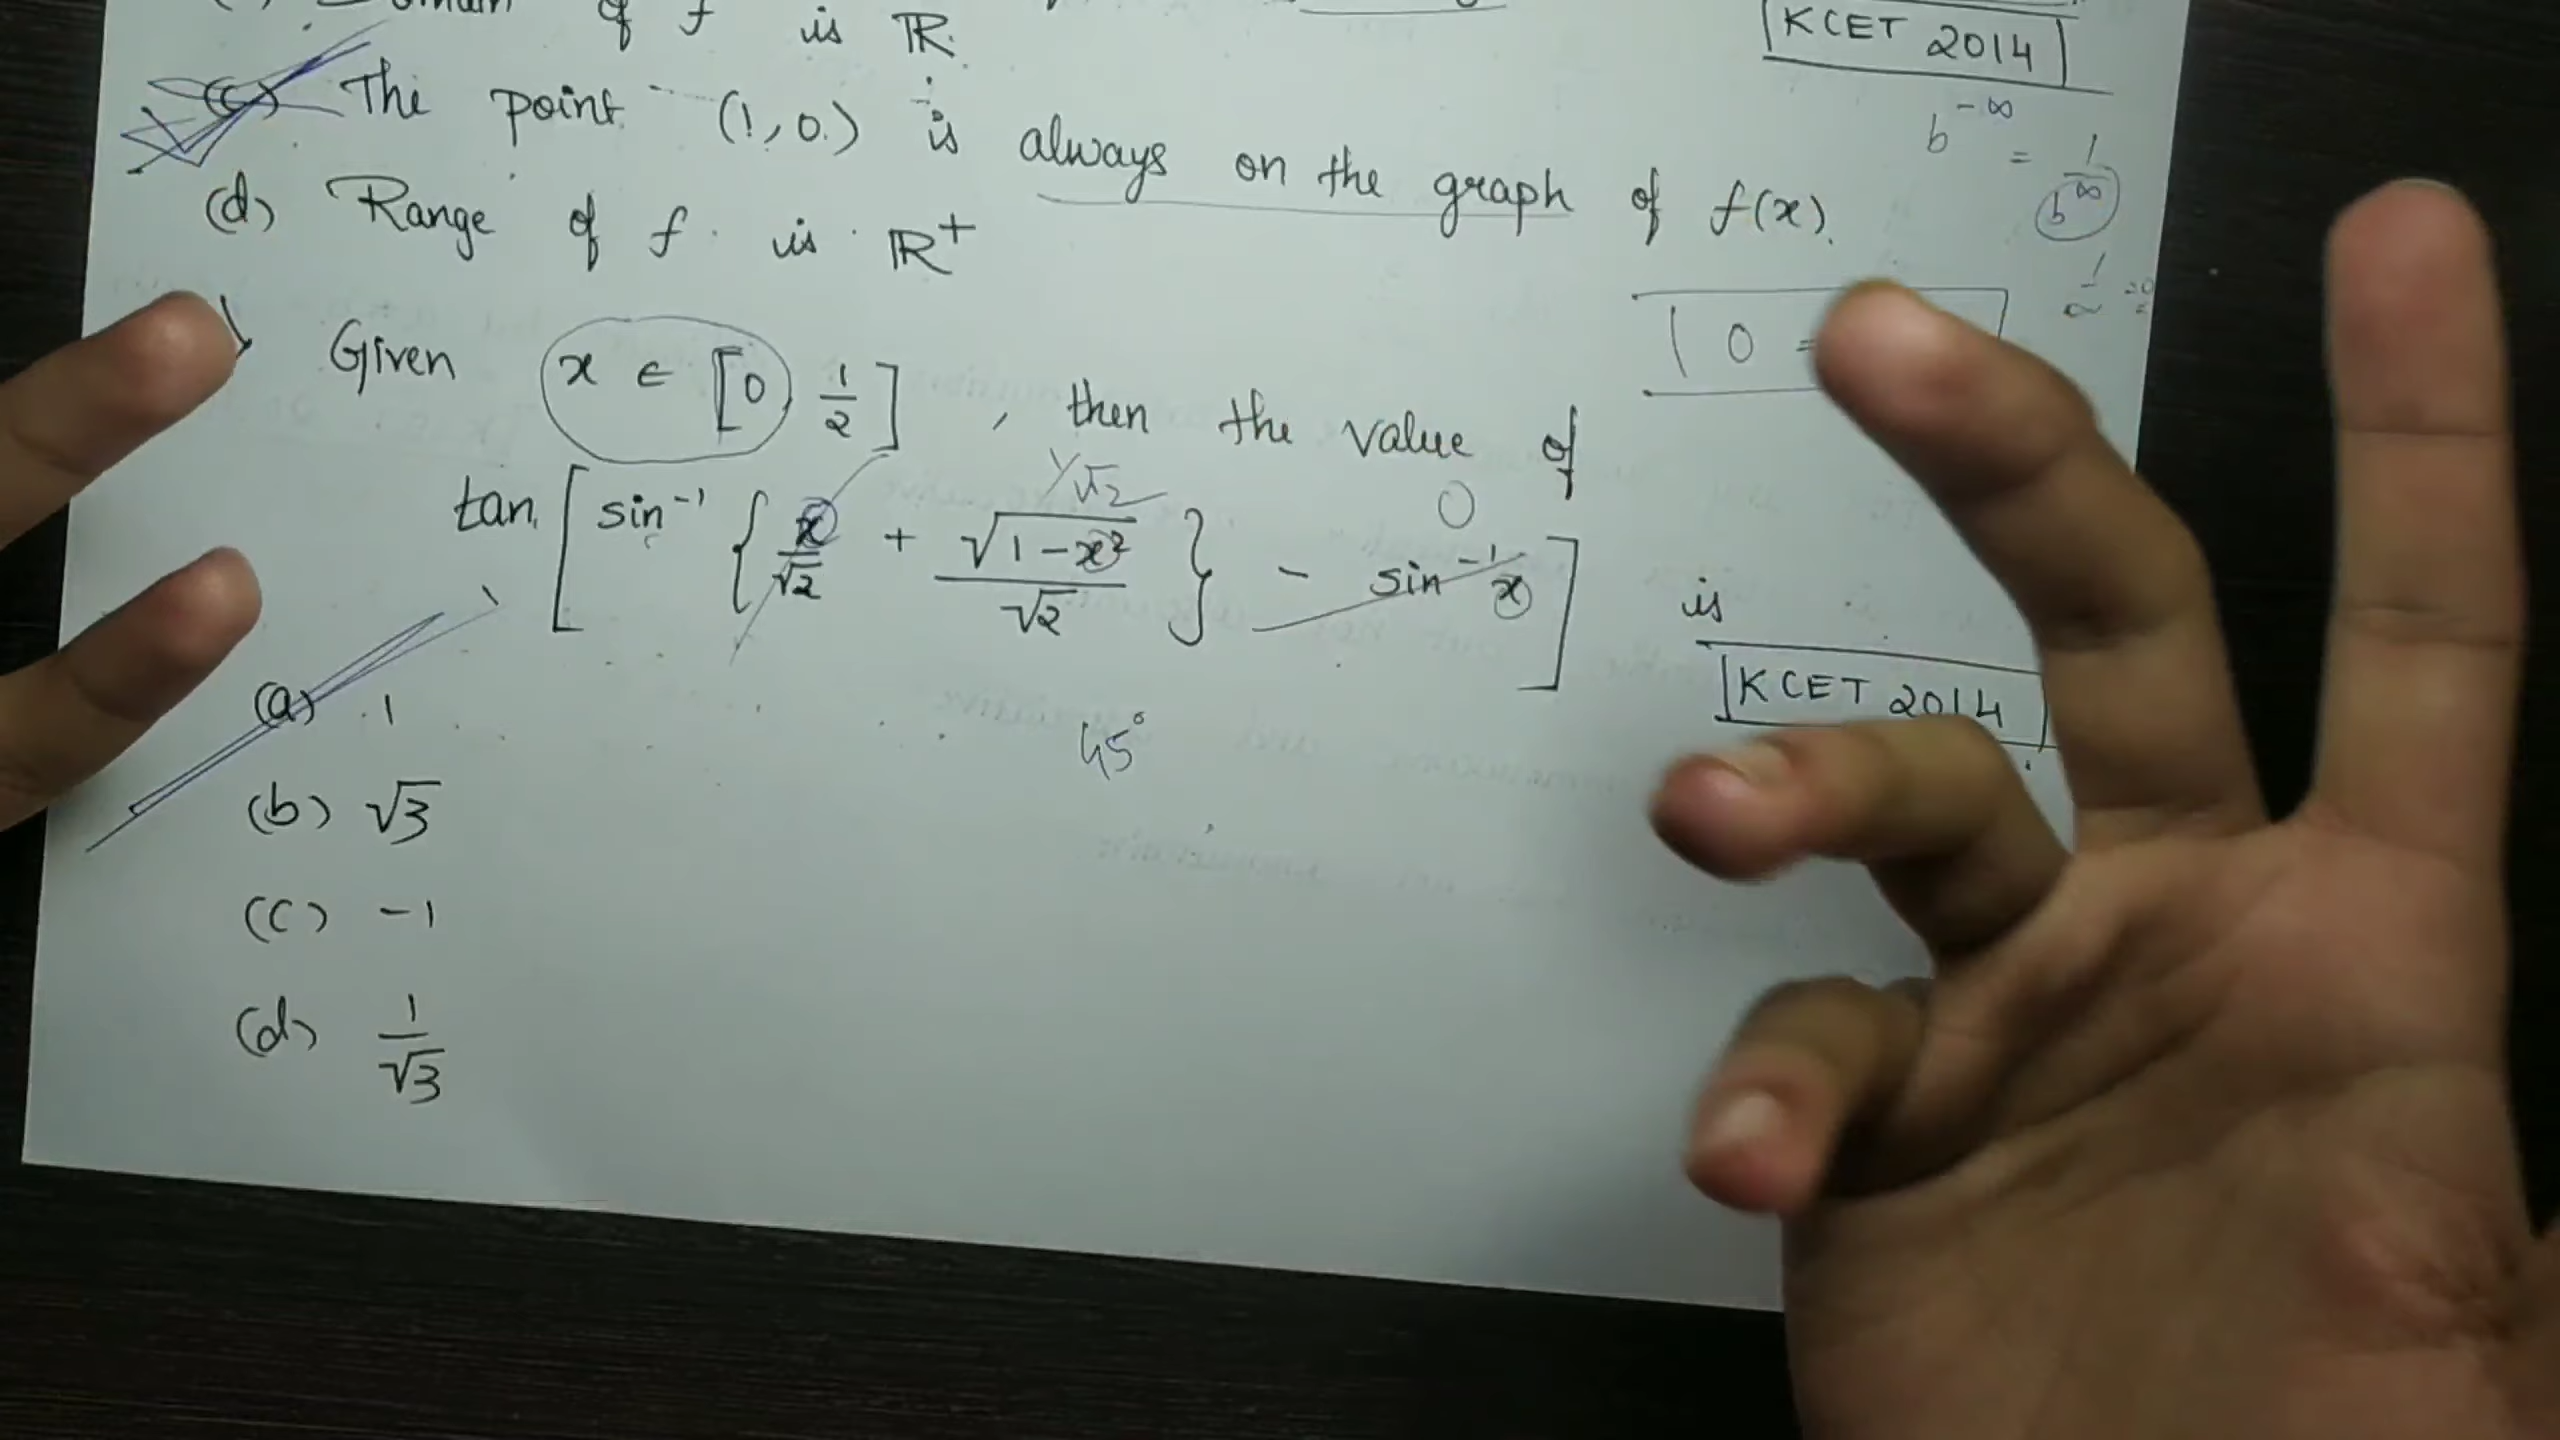 of f is ℝ.
KCET 2014
(c) The point (1, 0) is always on the graph of f(x).
b^-∞ = 1/b^∞
(d) Range of f is ℝ+
1/∞ = 0
Given x ∈ [0, 1/2], then the value of
0 =
1/√2
0
tan [ sin⁻¹ { x/√2 + √(1-x²)/√2 } - sin⁻¹ x ] is
KCET 2014
(a) 1
45°
(b) √3
(c) -1
(d) 1/√3